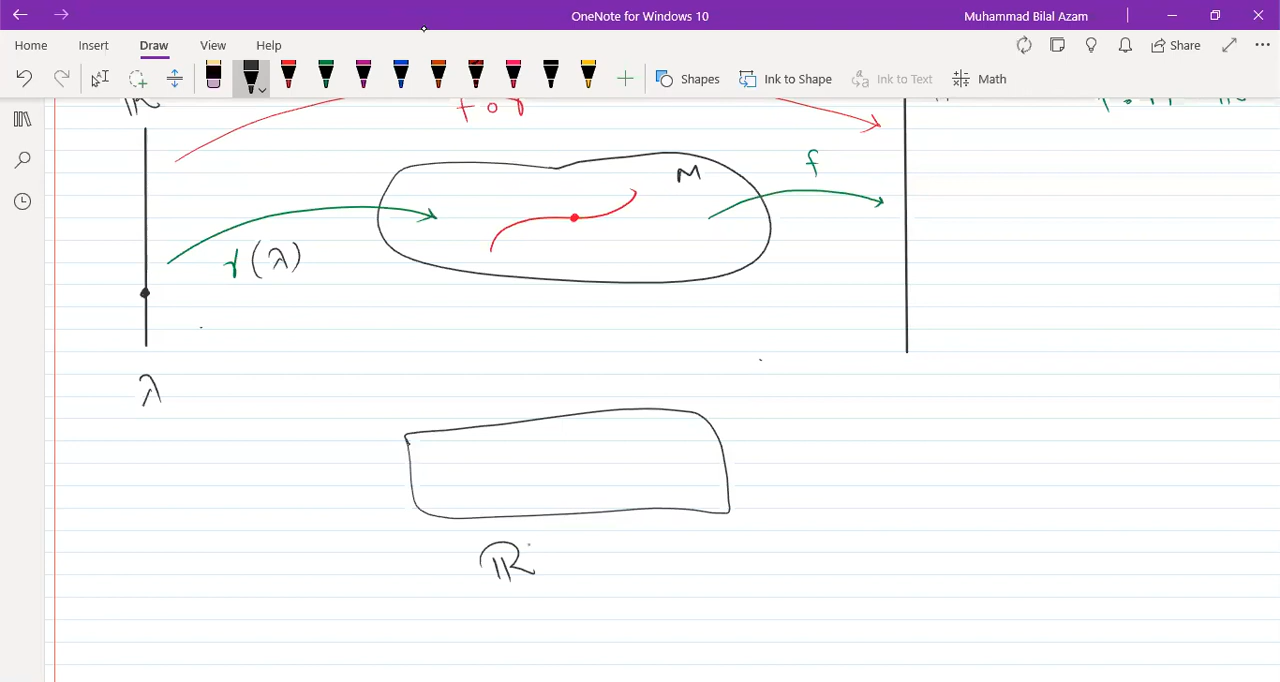 OneNote for Windows 10
Muhammad Bilal Azam
Home Insert Draw View Help
Share
Shapes Ink to Shape Ink to Text Math
ℝ
f o γ
M
f
γ(λ)
λ
ℝ